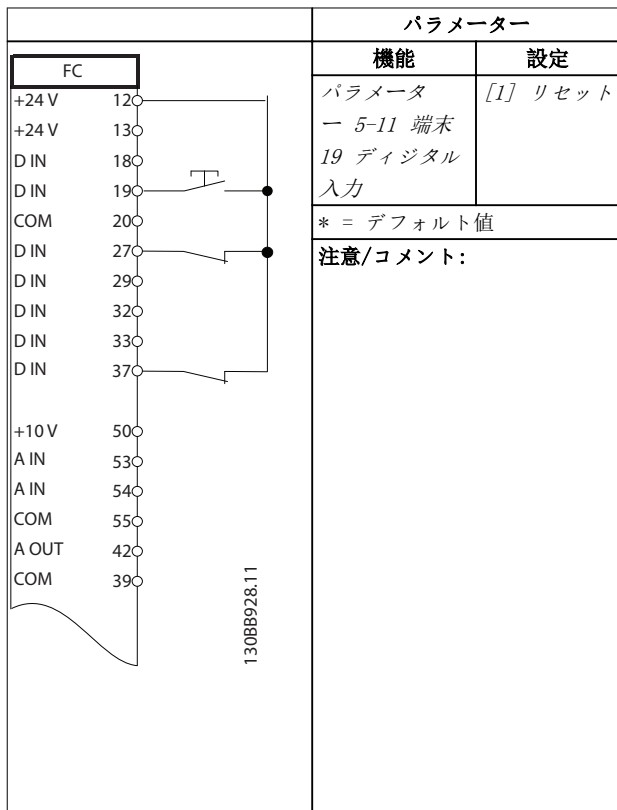 パラメーター
機能 設定
パラメータ [1] リセット
ー 5-11 端末
19 ディジタル
入力
* = デフォルト値
注意/コメント:
FC
+24 V 12
+24 V 13
D IN 18
D IN 19
COM 20
D IN 27
D IN 29
D IN 32
D IN 33
D IN 37
+10 V 50
A IN 53
A IN 54
COM 55
A OUT 42
COM 39
130BB928.11